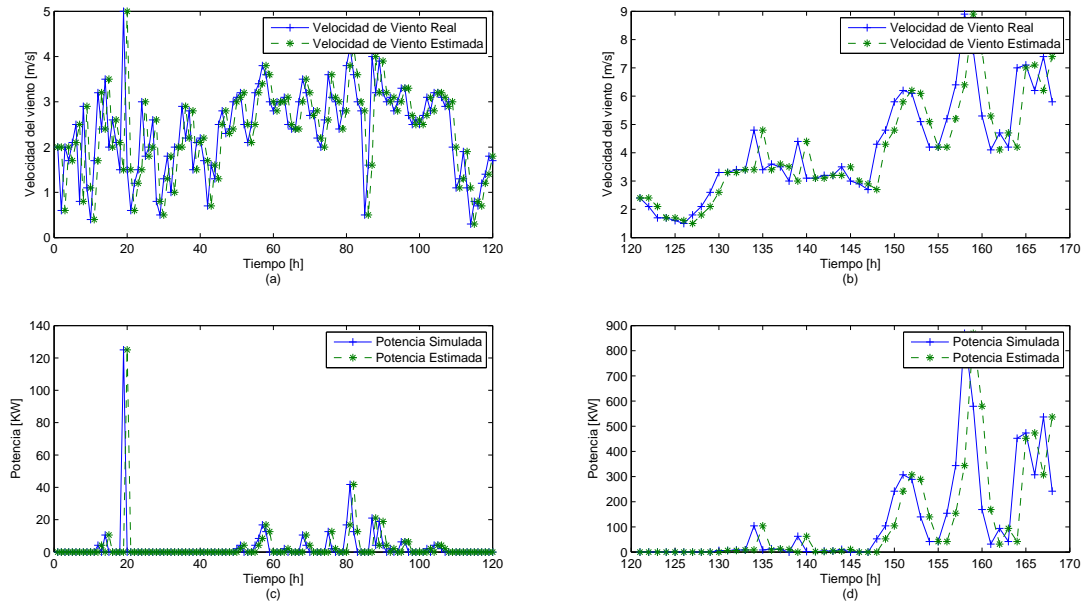 Velocidad del viento [m/s]
5
4
3
2
1
0
Velocidad de Viento Real
Velocidad de Viento Estimada
0 20 40 60 80 100 120
Tiempo [h]
(a)
Velocidad del viento [m/s]
9
8
7
6
5
4
3
2
1
Velocidad de Viento Real
Velocidad de Viento Estimada
120 125 130 135 140 145 150 155 160 165 170
Tiempo [h]
(b)
Potencia [KW]
140
120
100
80
60
40
20
0
Potencia Simulada
Potencia Estimada
0 20 40 60 80 100 120
Tiempo [h]
(c)
Potencia [KW]
900
800
700
600
500
400
300
200
100
0
Potencia Simulada
Potencia Estimada
120 125 130 135 140 145 150 155 160 165 170
Tiempo [h]
(d)